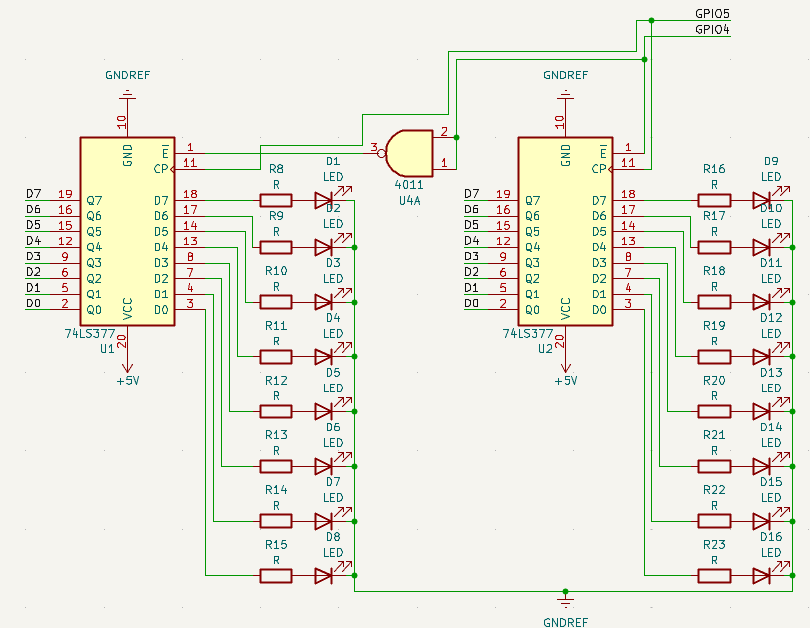 GPIO5
GPIO4
GNDREF
GNDREF
10
GND
E
1
CP
11
3
2
1
4011
U4A
10
GND
E
1
CP
11
D7 19 Q7 D7 18
D6 16 Q6 D6 17
D5 15 Q5 D5 14
D4 12 Q4 D4 13
D3 9 Q3 D3 8
D2 6 Q2 D2 7
D1 5 Q1 D1 4
D0 2 Q0 D0 3
VCC
20
74LS377
U1
+5V
R8
R
D1
LED
R9
R
D2
LED
R10
R
D3
LED
R11
R
D4
LED
R12
R
D5
LED
R13
R
D6
LED
R14
R
D7
LED
R15
R
D8
LED
D7 19 Q7 D7 18
D6 16 Q6 D6 17
D5 15 Q5 D5 14
D4 12 Q4 D4 13
D3 9 Q3 D3 8
D2 6 Q2 D2 7
D1 5 Q1 D1 4
D0 2 Q0 D0 3
VCC
20
74LS377
U2
+5V
R16
R
D9
LED
R17
R
D10
LED
R18
R
D11
LED
R19
R
D12
LED
R20
R
D13
LED
R21
R
D14
LED
R22
R
D15
LED
R23
R
D16
LED
GNDREF